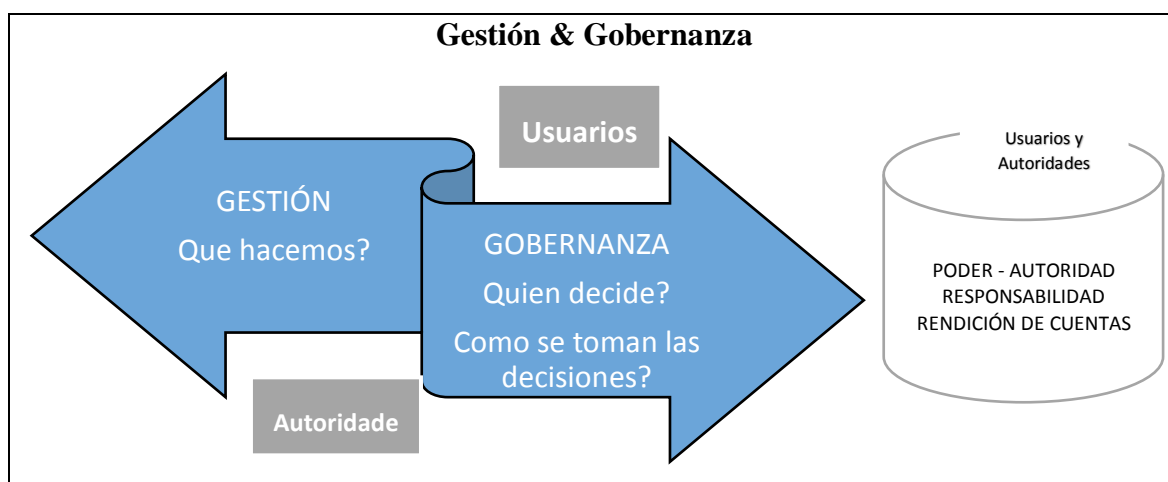 Gestión & Gobernanza
Usuarios
GESTIÓN
Que hacemos?
GOBERNANZA
Quien decide?
Como se toman las
decisiones?
Autoridade
Usuarios y
Autoridades
PODER - AUTORIDAD
RESPONSABILIDAD
RENDICIÓN DE CUENTAS